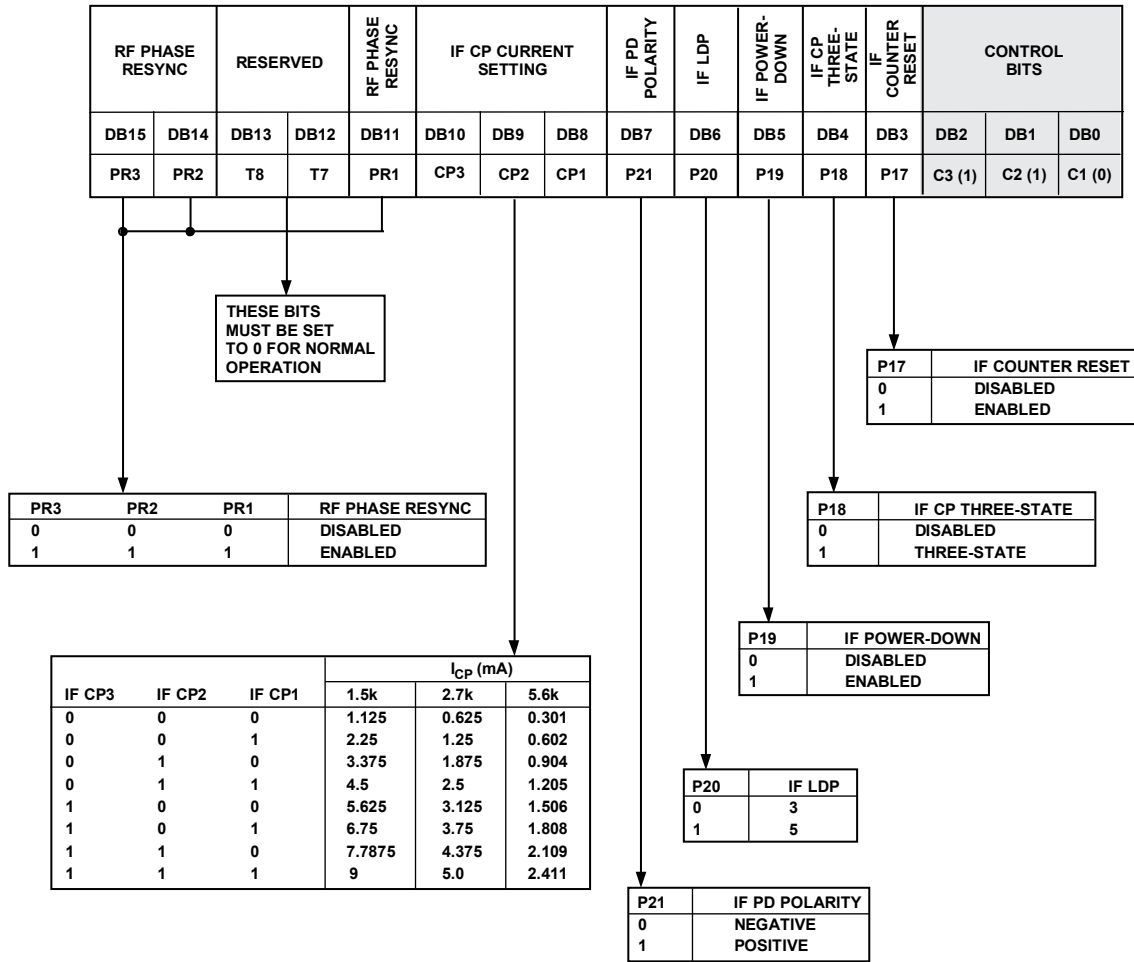 RF PHASE RESYNC
RESERVED
RF PHASE RESYNC
IF CP CURRENT SETTING
IF PD POLARITY
IF LDP
IF POWER-DOWN
IF CP THREE-STATE
IF COUNTER RESET
CONTROL BITS
DB15 DB14 DB13 DB12 DB11 DB10 DB9 DB8 DB7 DB6 DB5 DB4 DB3 DB2 DB1 DB0
PR3 PR2 T8 T7 PR1 CP3 CP2 CP1 P21 P20 P19 P18 P17 C3 (1) C2 (1) C1 (0)
THESE BITS
MUST BE SET
TO 0 FOR NORMAL
OPERATION
P17 IF COUNTER RESET
0 DISABLED
1 ENABLED
PR3 PR2 PR1 RF PHASE RESYNC
0 0 0 DISABLED
1 1 1 ENABLED
P18 IF CP THREE-STATE
0 DISABLED
1 THREE-STATE
P19 IF POWER-DOWN
0 DISABLED
1 ENABLED
ICP (mA)
IF CP3 IF CP2 IF CP1 1.5k 2.7k 5.6k
0 0 0 1.125 0.625 0.301
0 0 1 2.25 1.25 0.602
0 1 0 3.375 1.875 0.904
0 1 1 4.5 2.5 1.205
1 0 0 5.625 3.125 1.506
1 0 1 6.75 3.75 1.808
1 1 0 7.7875 4.375 2.109
1 1 1 9 5.0 2.411
P20 IF LDP
0 3
1 5
P21 IF PD POLARITY
0 NEGATIVE
1 POSITIVE